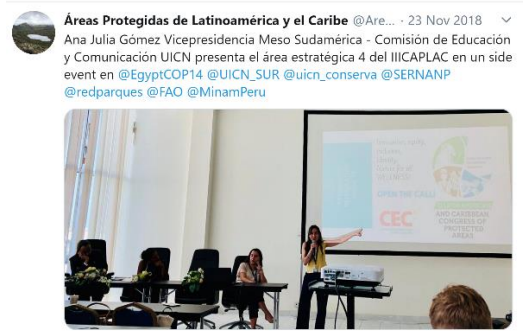 Áreas Protegidas de Latinoamérica y el Caribe @Are... · 23 Nov 2018
Ana Julia Gómez Vicepresidencia Meso Sudamérica - Comisión de Educación
y Comunicación UICN presenta el área estratégica 4 del IIICAPLAC en un side
event en @EgyptCOP14 @UICN_SUR @uicn_conserva @SERNANP
@redparques @FAO @MinamPeru
OPEN THE CALL!
CEC
AND CARIBBEAN
CONGRESS OF
PROTECTED
AREAS